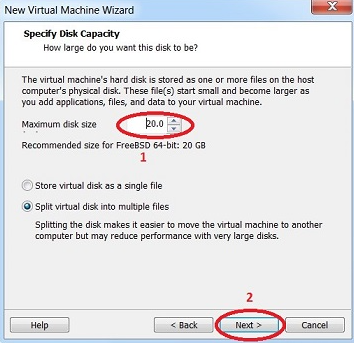 New Virtual Machine Wizard
Specify Disk Capacity
How large do you want this disk to be?
The virtual machine's hard disk is stored as one or more files on the host
computer's physical disk. These file(s) start small and become larger as
you add applications, files, and data to your virtual machine.
Maximum disk size
20.0
1
Recommended size for FreeBSD 64-bit: 20 GB
Store virtual disk as a single file
Split virtual disk into multiple files
Splitting the disk makes it easier to move the virtual machine to another
computer but may reduce performance with very large disks.
2
Help
< Back
Next >
Cancel